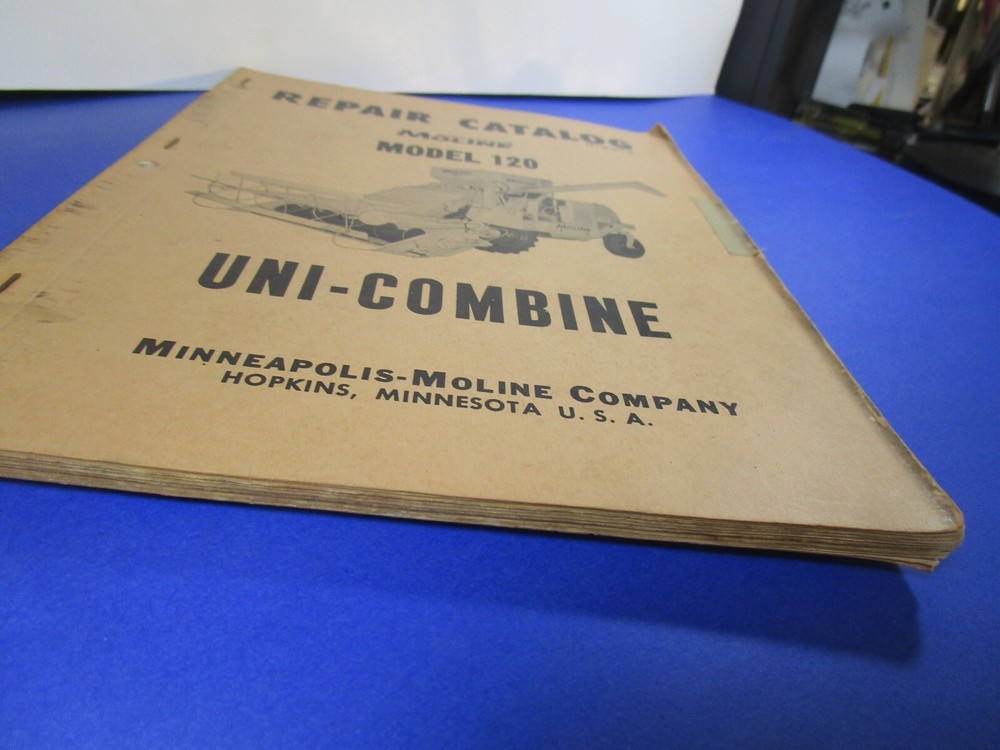 REPAIR CATALOG
MOLINE
MODEL 120
UNI-COMBINE
MINNEAPOLIS-MOLINE COMPANY
HOPKINS, MINNESOTA U. S. A.